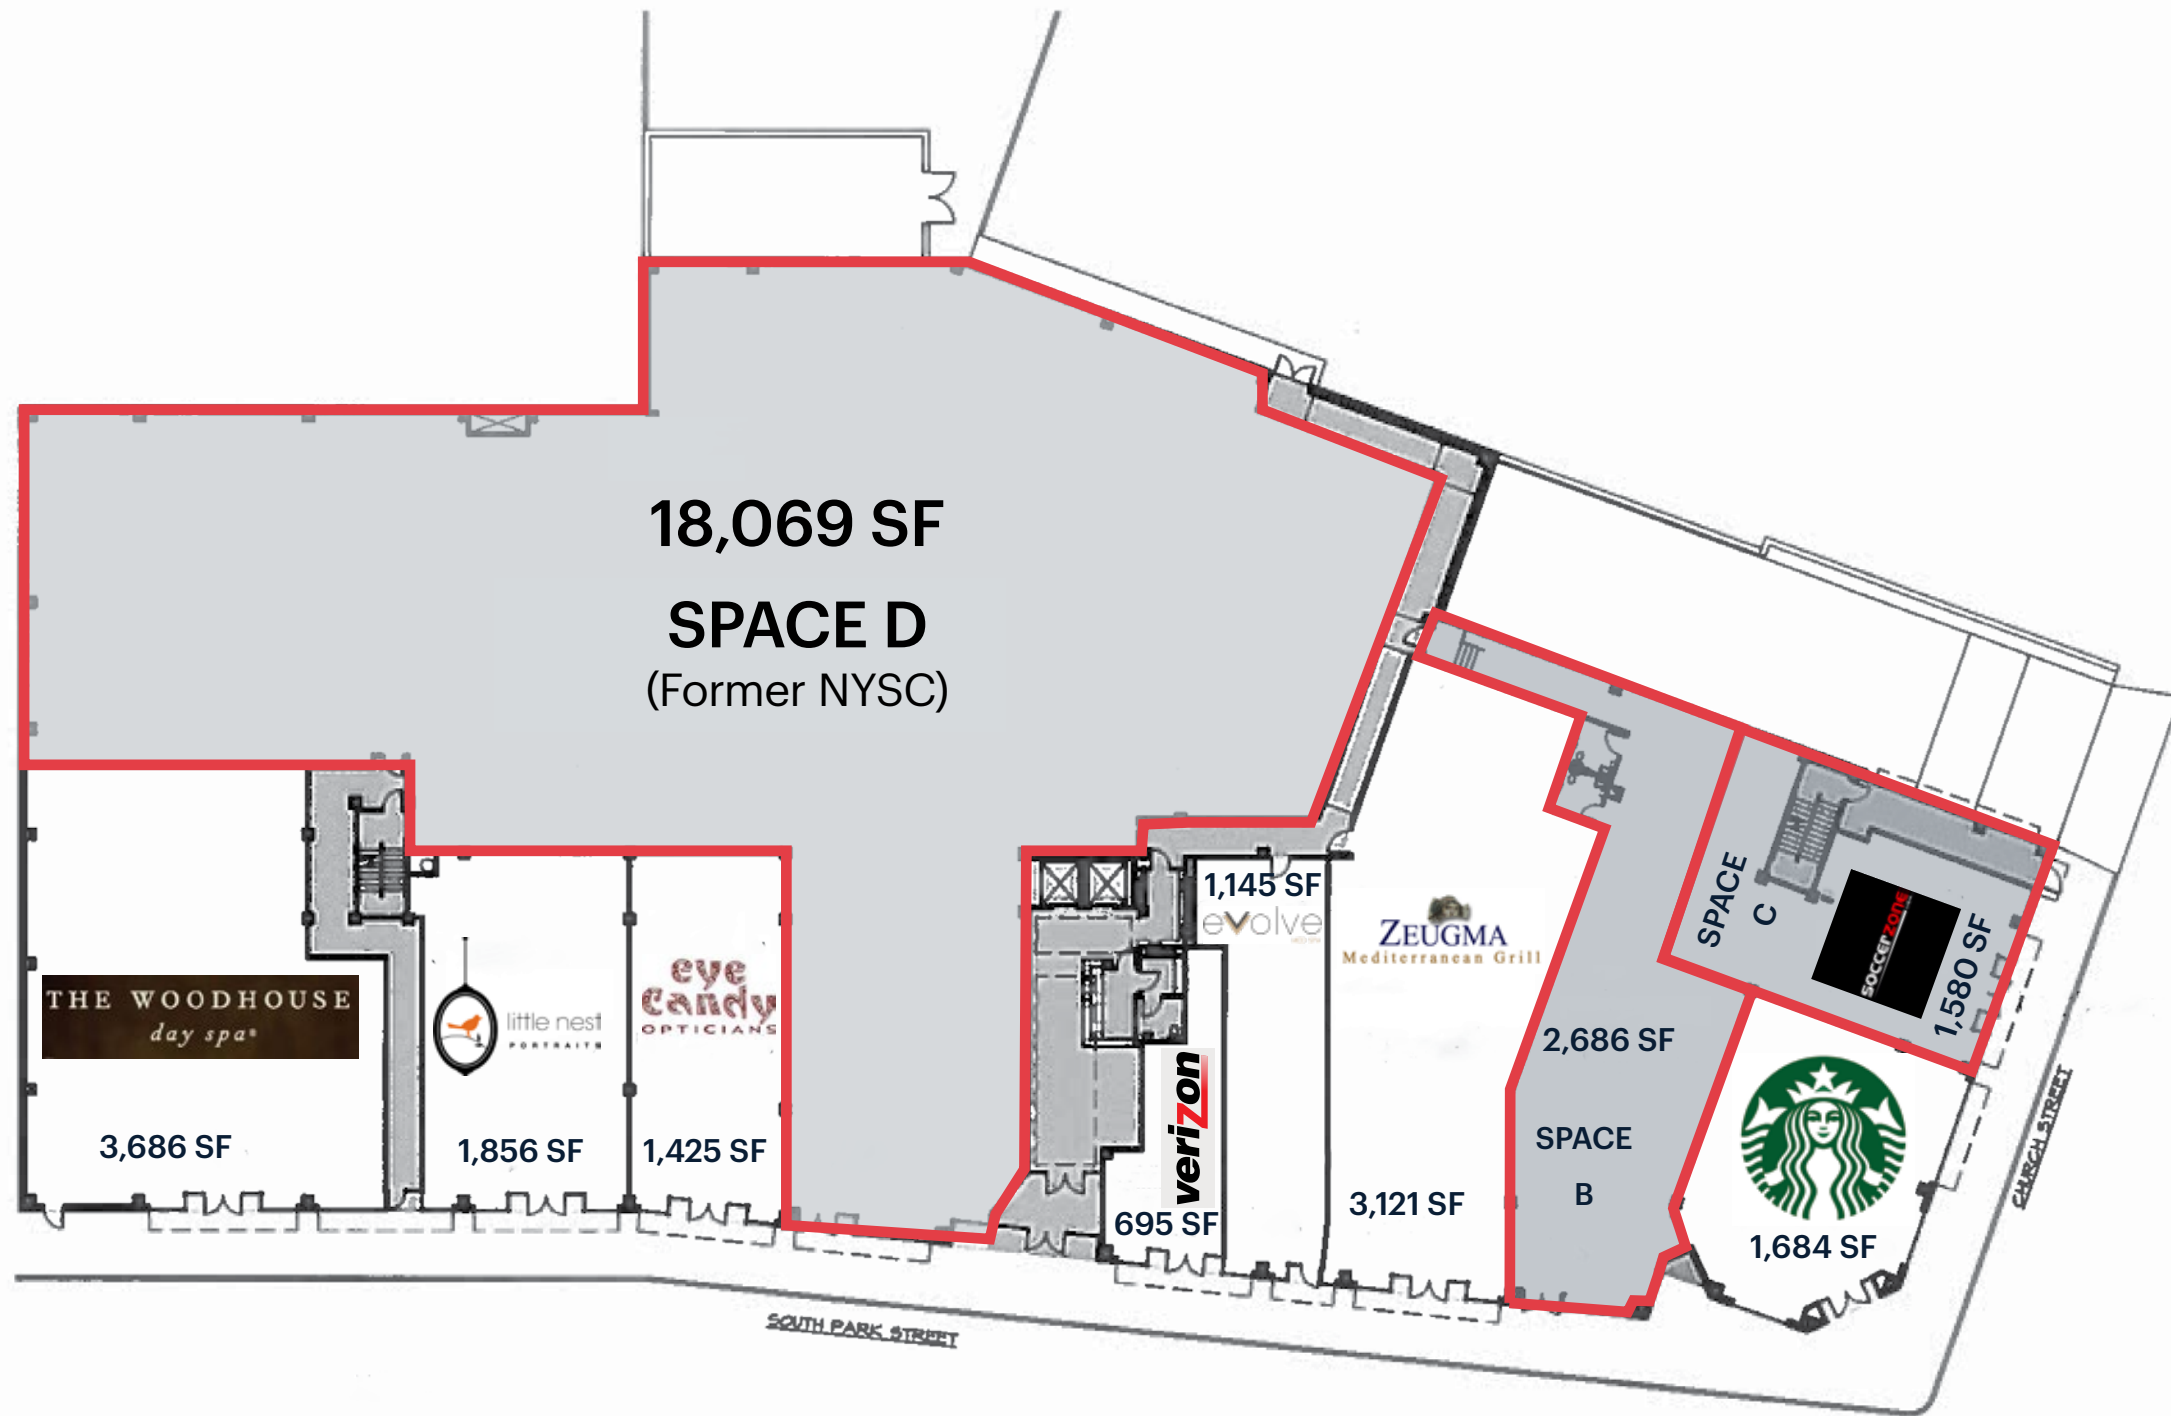 18,069 SF
SPACE D
(Former NYSC)
THE WOODHOUSE
day spa
3,686 SF
little nest
PORTRAITS
1,856 SF
eye
candy
OPTICIANS
1,425 SF
verizon
695 SF
1,145 SF
evolve
ZEUGMA
Mediterranean Grill
3,121 SF
2,686 SF
SPACE
B
SPACE
C
soccerzone
1,580 SF
1,684 SF
SOUTH PARK STREET
CHURCH STREET